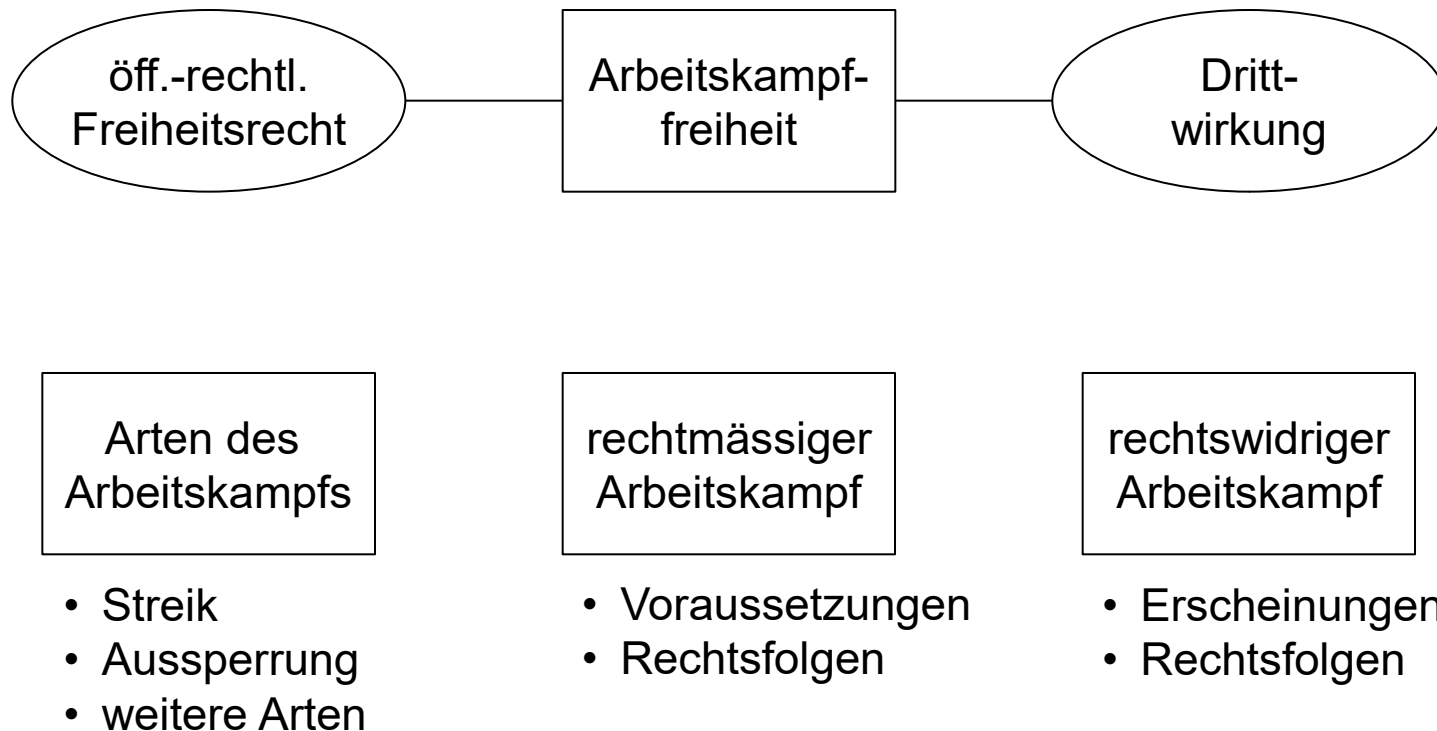 öff.-rechtl.
Freiheitsrecht
Arbeitskampf-
freiheit
Dritt-
wirkung
Arten des
Arbeitskampfs
• Streik
• Aussperrung
• weitere Arten
rechtmässiger
Arbeitskampf
• Voraussetzungen
• Rechtsfolgen
rechtswidriger
Arbeitskampf
• Erscheinungen
• Rechtsfolgen